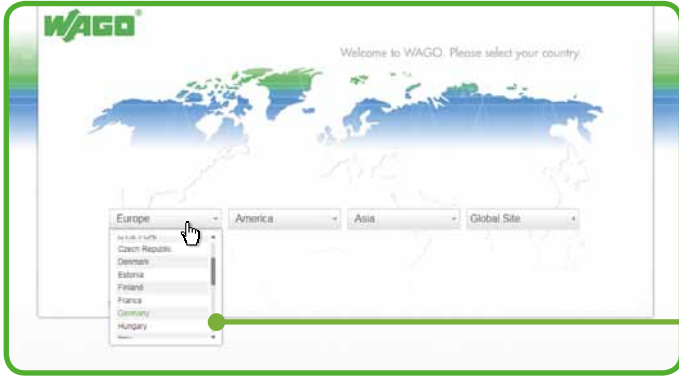 WAGO®
Welcome to WAGO. Please select your country.
Europe
America
Asia
Global Site
Czech Republic
Denmark
Estonia
Finland
France
Germany
Hungary